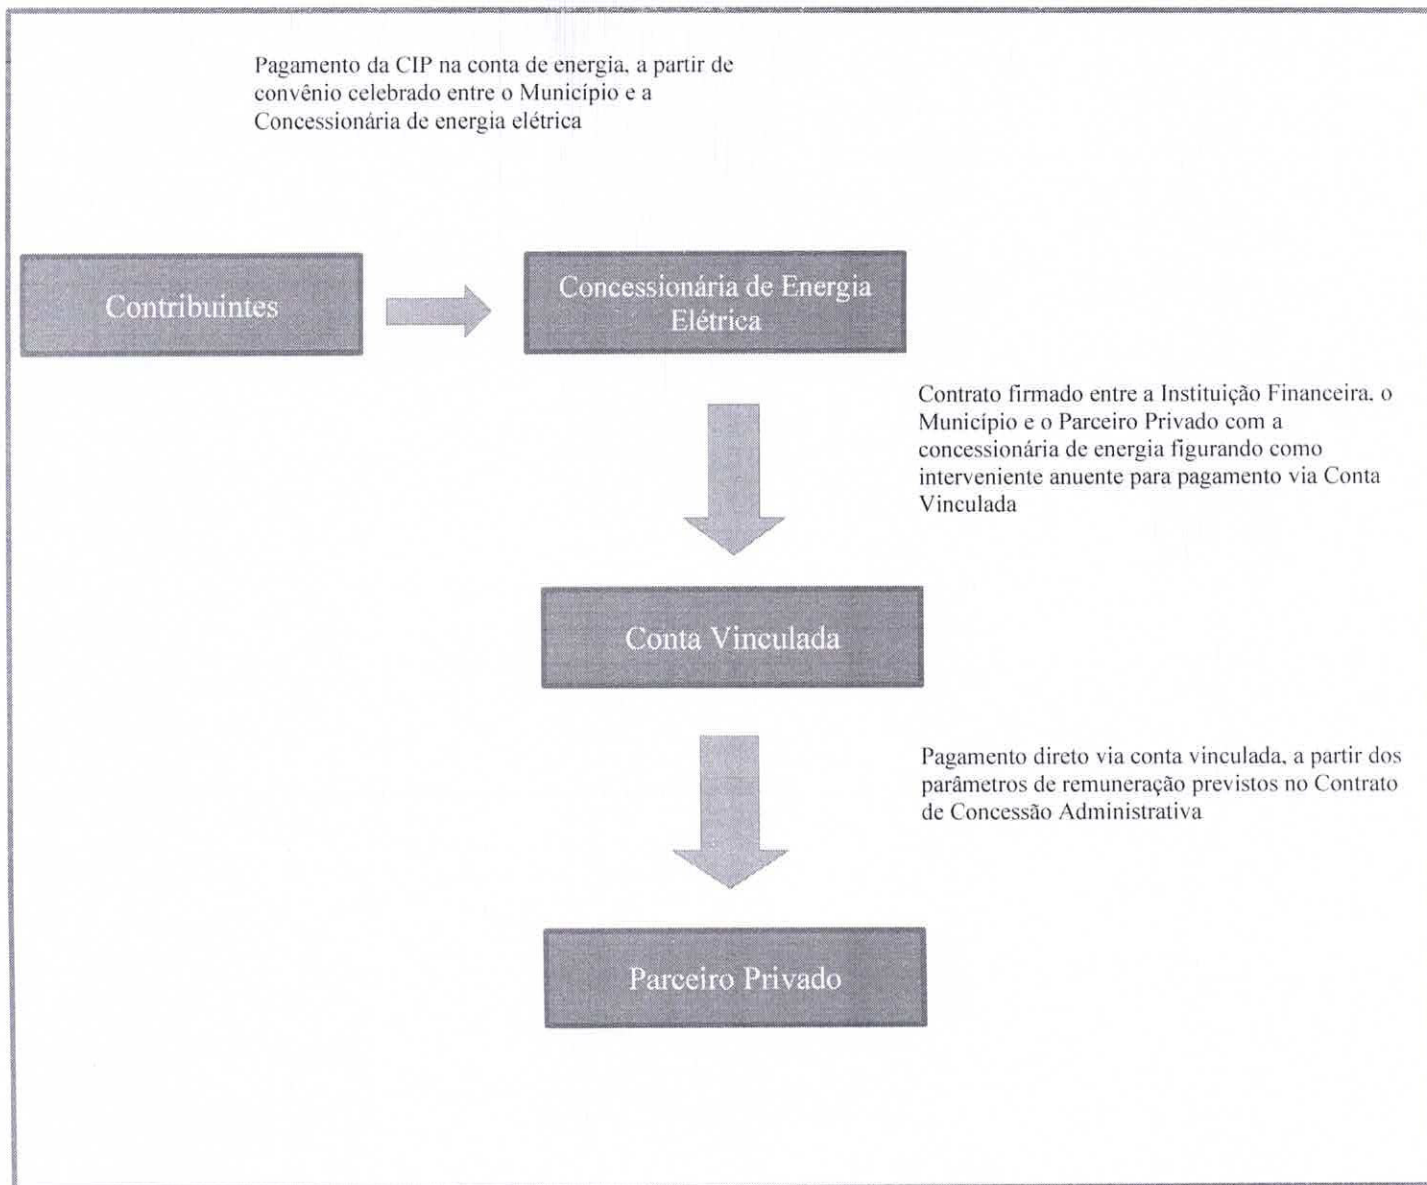 Pagamento da CIP na conta de energia, a partir de
convênio celebrado entre o Município e a
Concessionária de energia elétrica
Contribuintes
Concessionária de Energia
Elétrica
Contrato firmado entre a Instituição Financeira, o
Município e o Parceiro Privado com a
concessionária de energia figurando como
interveniente anuente para pagamento via Conta
Vinculada
Conta Vinculada
Pagamento direto via conta vinculada, a partir dos
parâmetros de remuneração previstos no Contrato
de Concessão Administrativa
Parceiro Privado